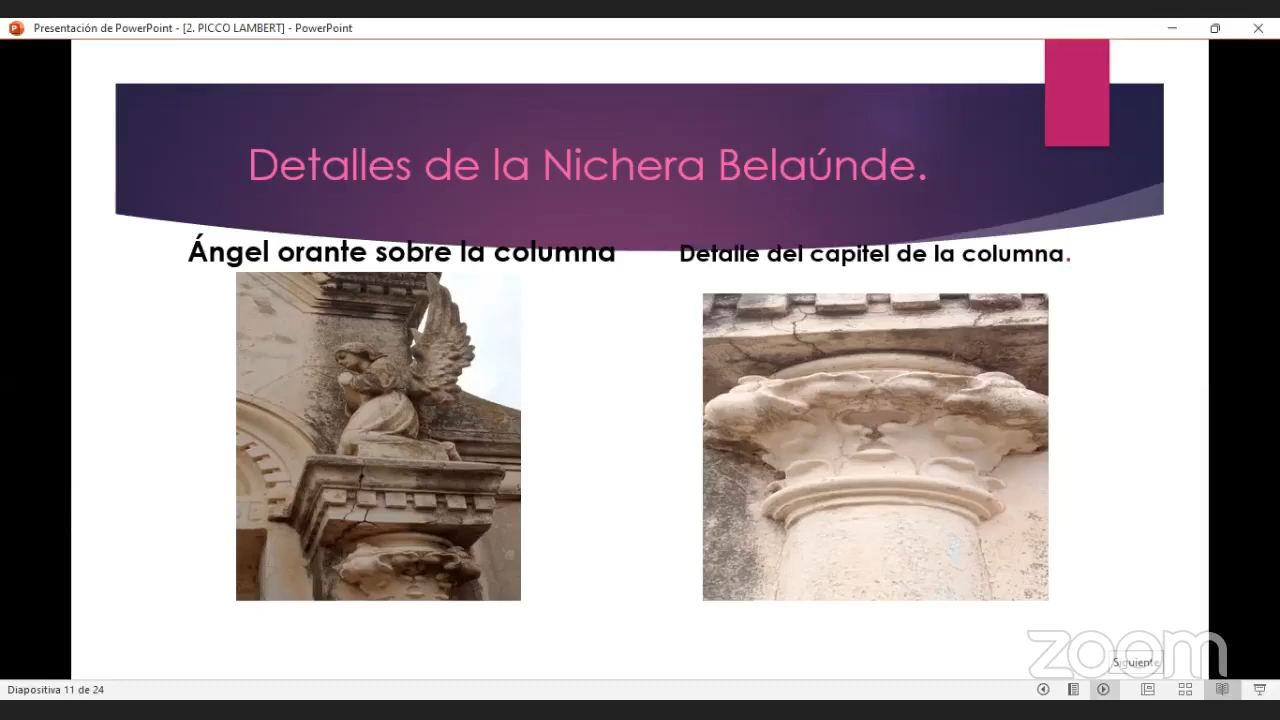 Presentación de PowerPoint - [2. PICCO LAMBERT] - PowerPoint
Detalles de la Nichera Belaúnde.
Ángel orante sobre la columna
Detalle del capitel de la columna.
zoom
Siguiente
Diapositiva 11 de 24